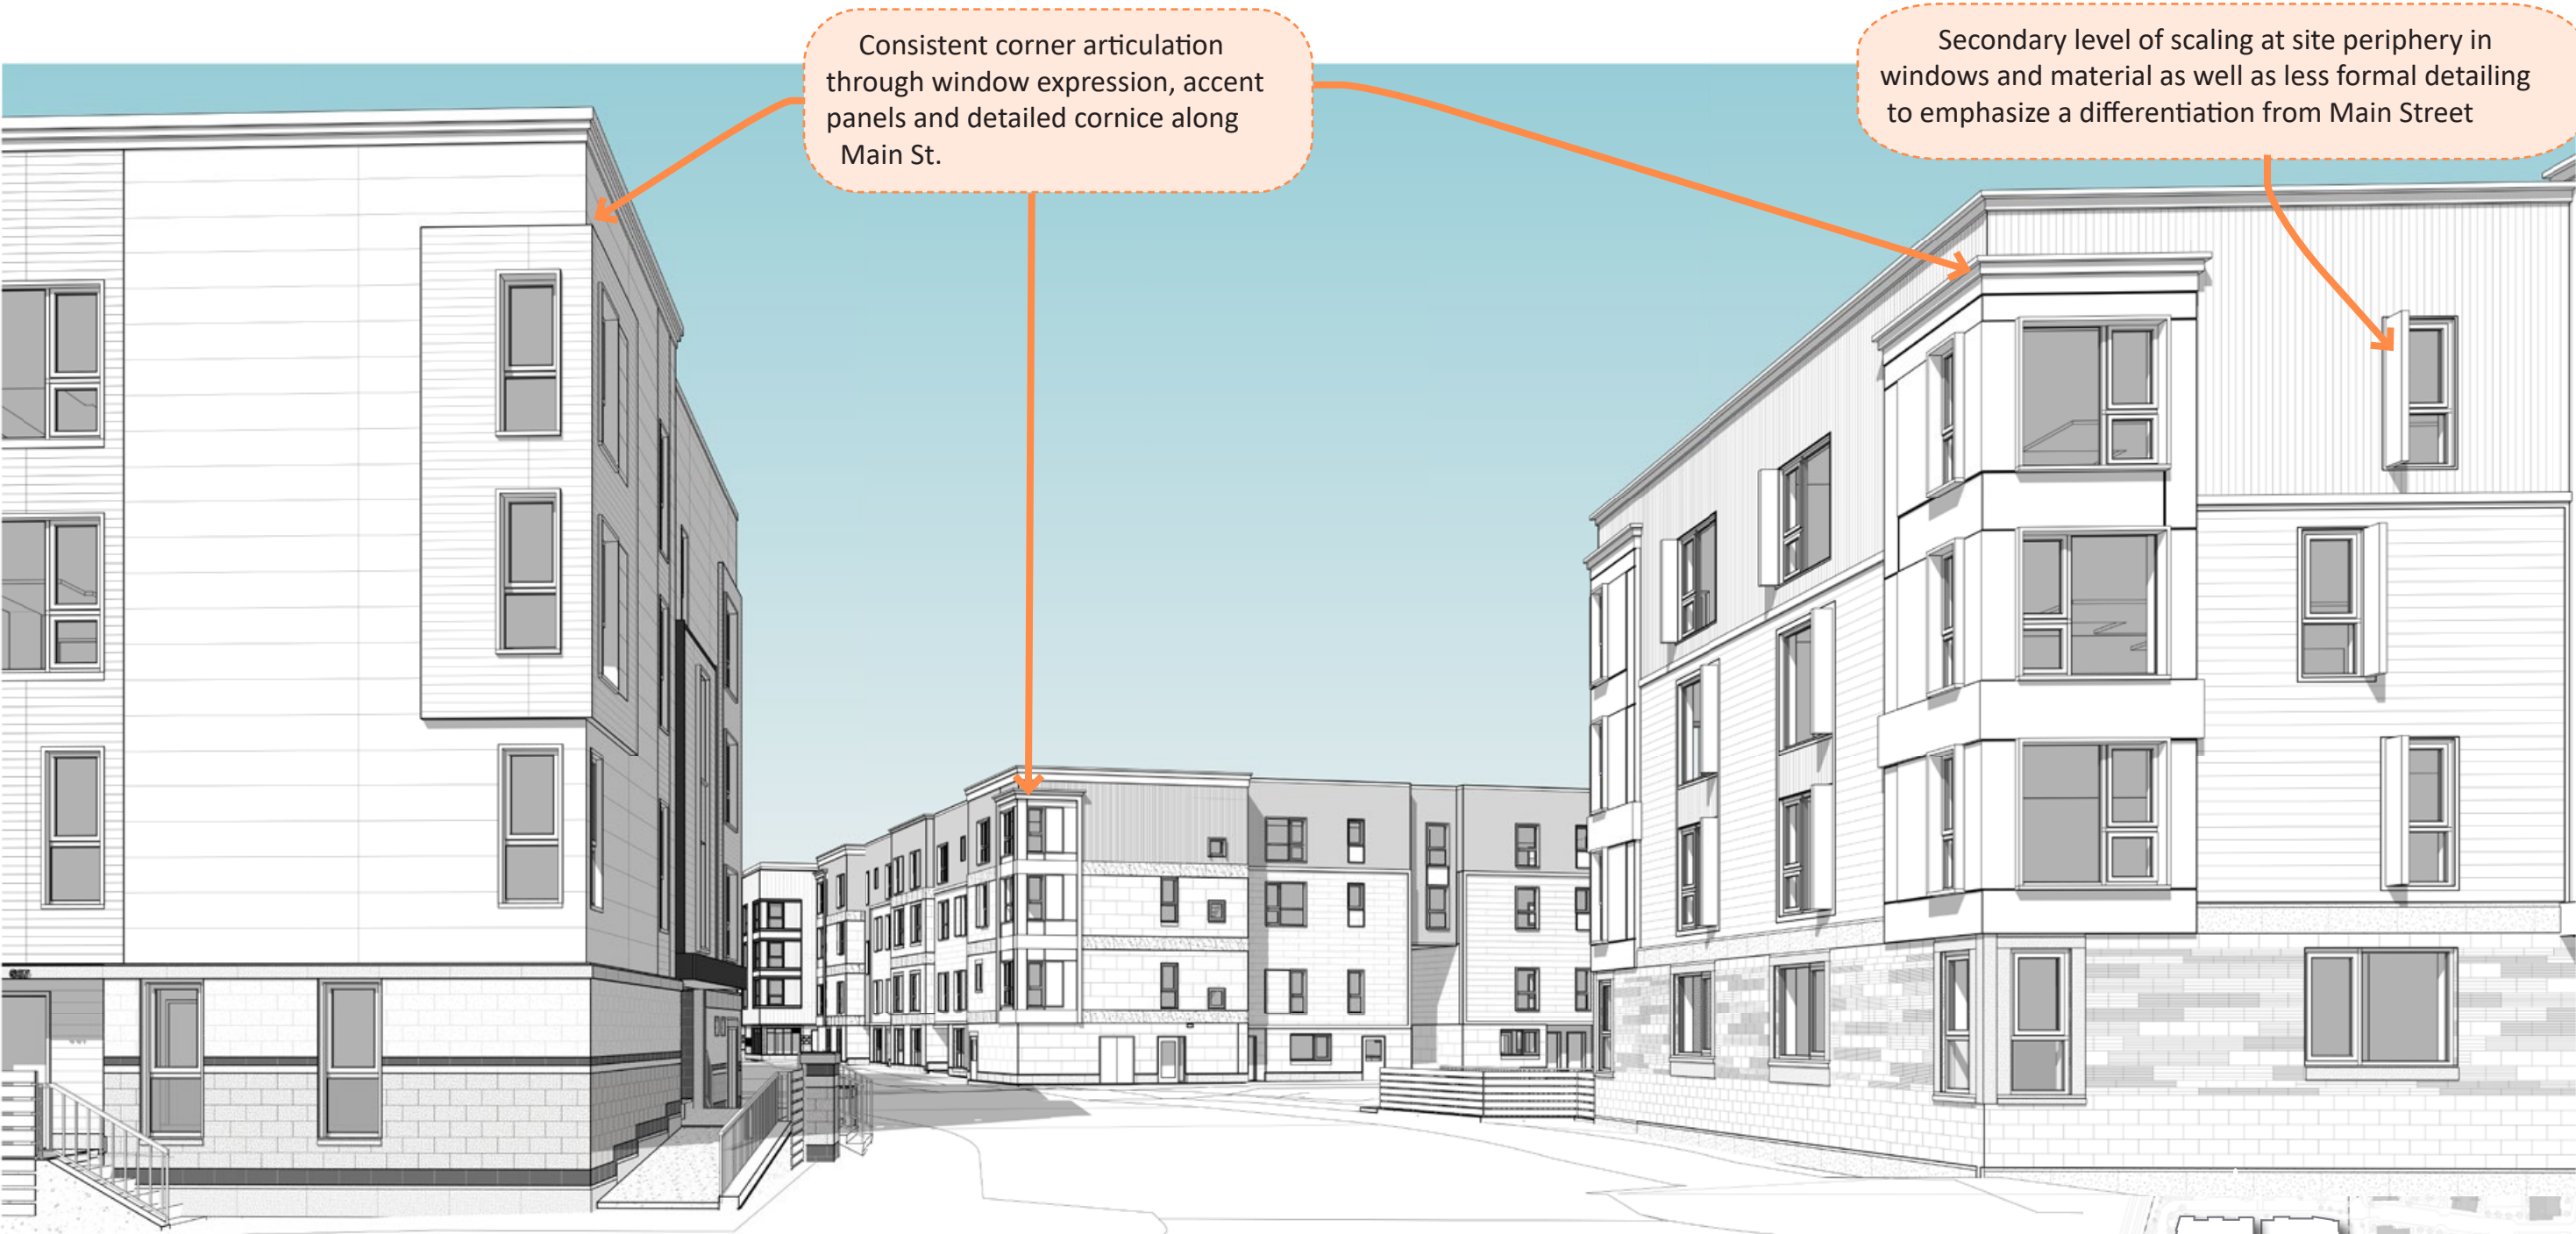 Consistent corner articulation
through window expression, accent
panels and detailed cornice along
Main St.
Secondary level of scaling at site periphery in
windows and material as well as less formal detailing
to emphasize a differentiation from Main Street